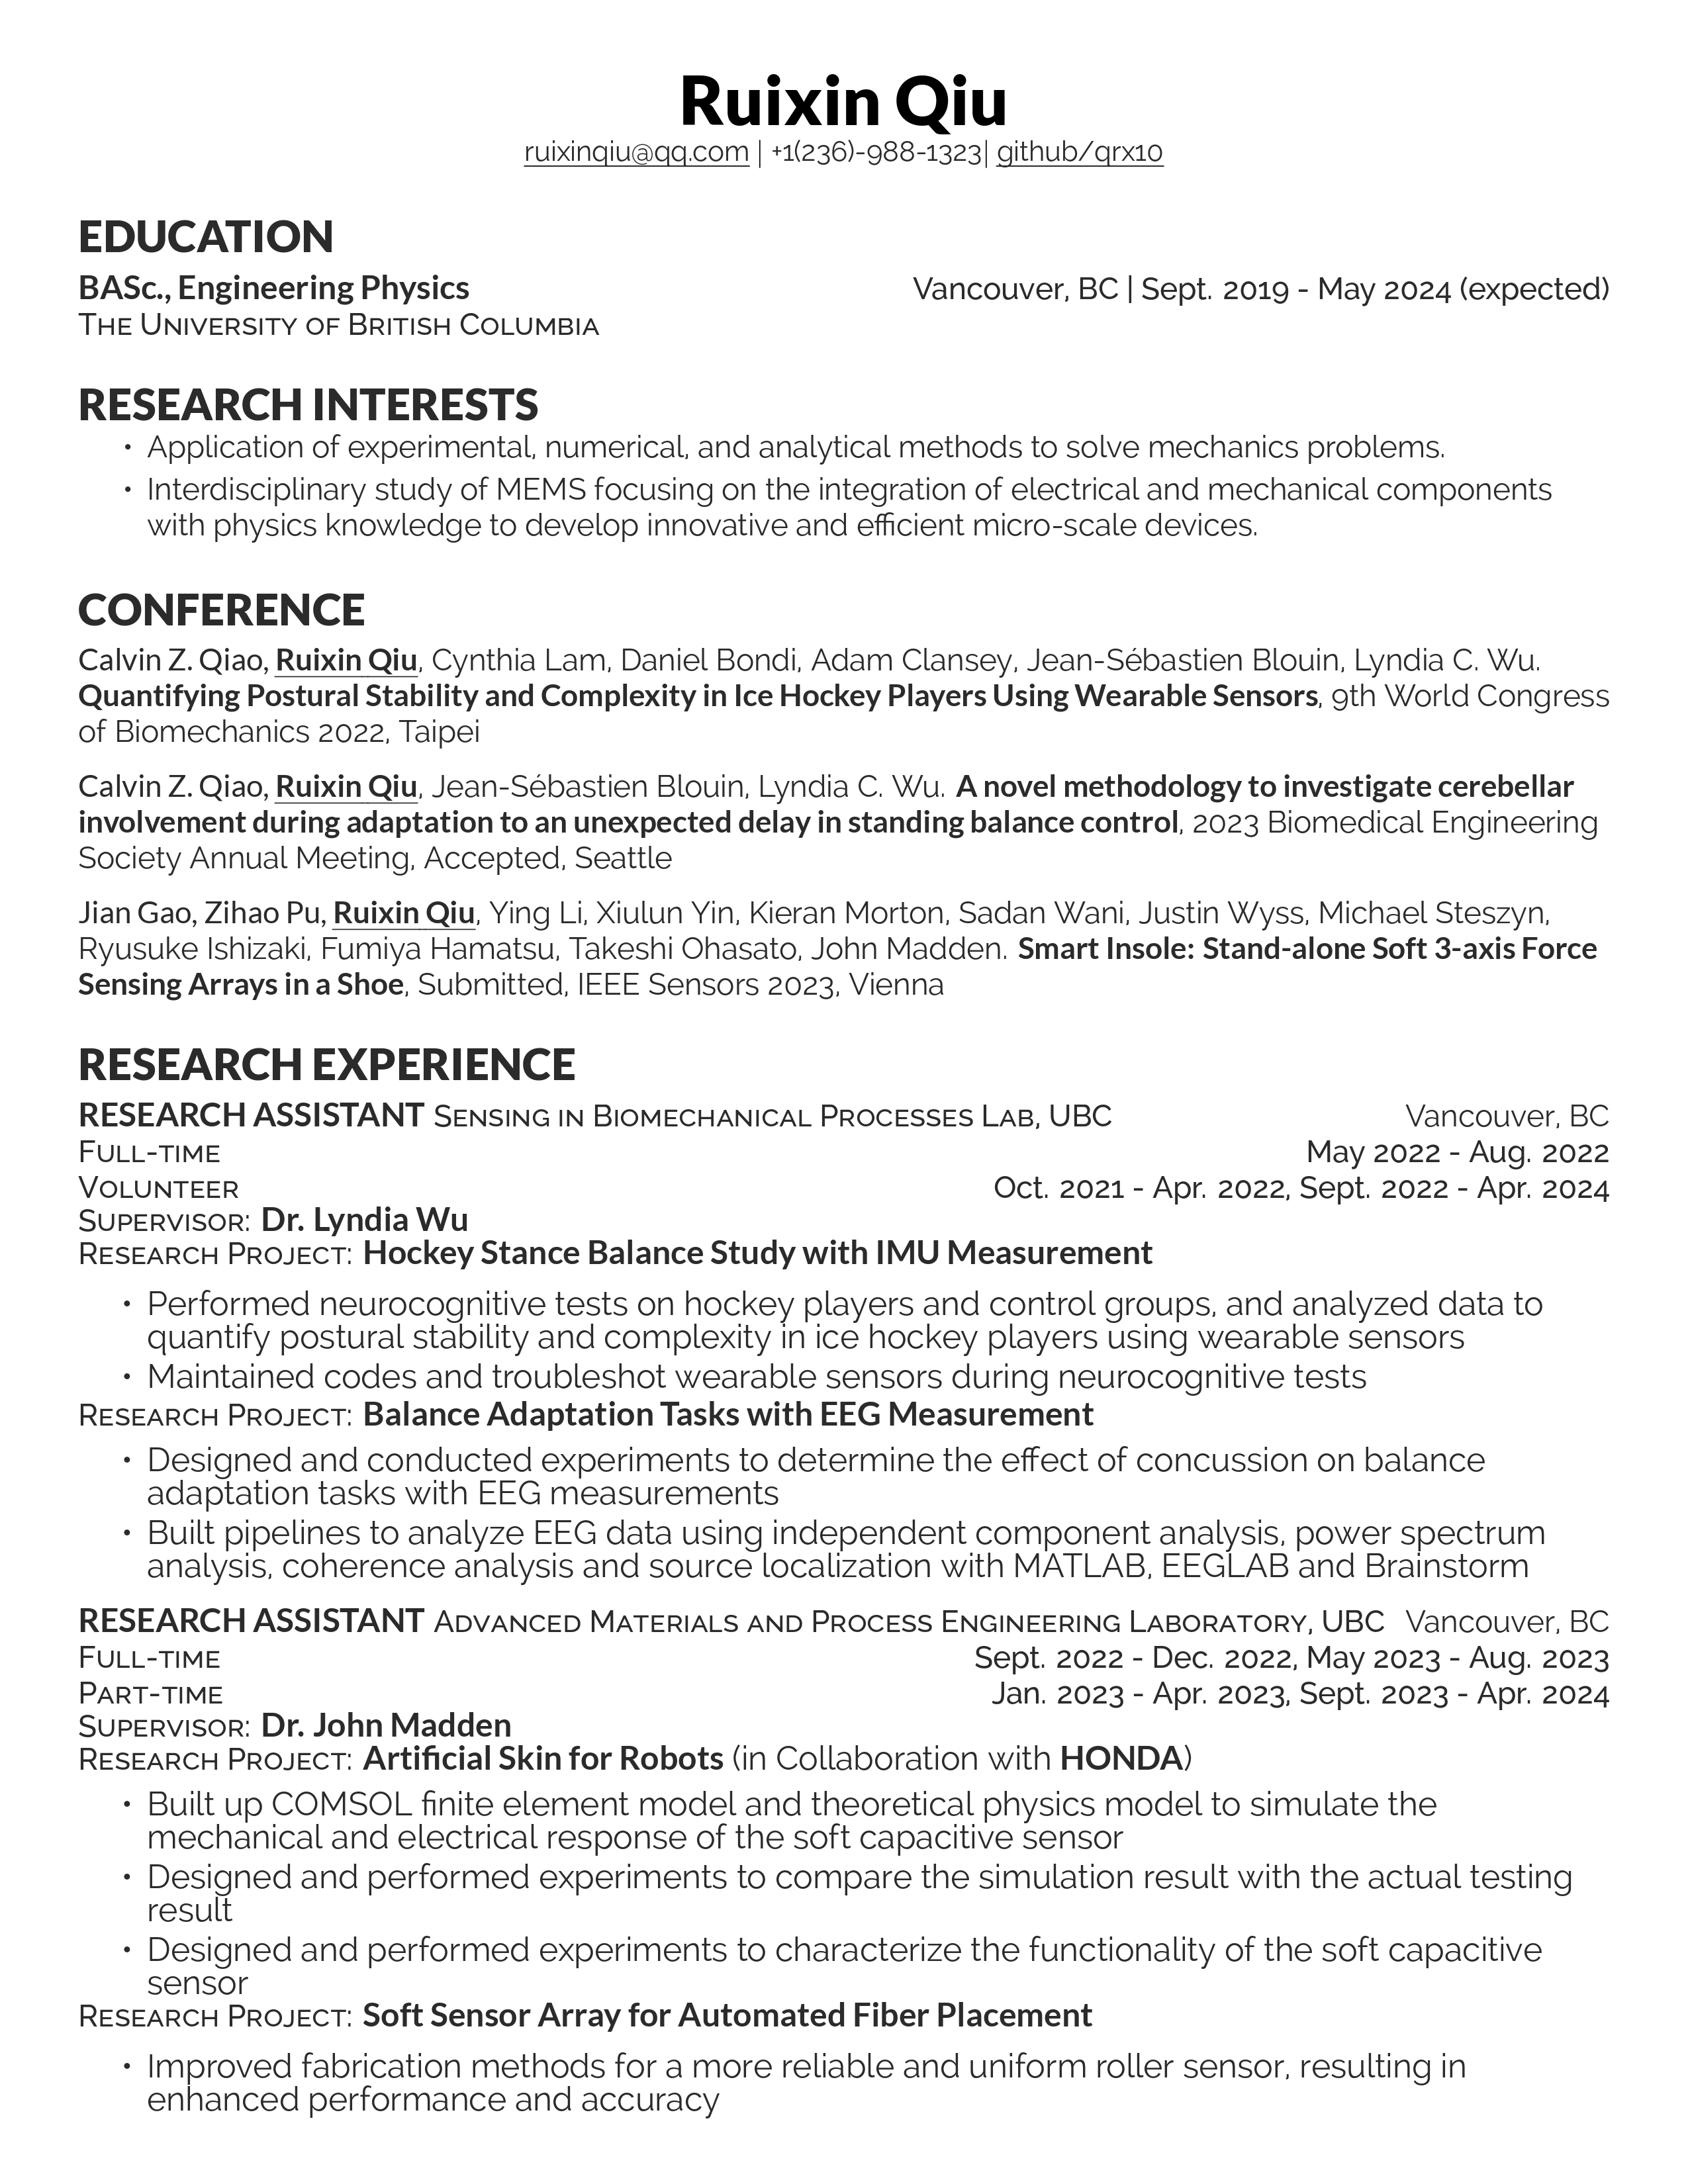 Ruixin Qiu
ruixinqiu@qq.com | +1(236)-988-1323| github/qrx10
EDUCATION
BASc., Engineering Physics Vancouver, BC | Sept. 2019 - May 2024 (expected)
THE UNIVERSITY OF BRITISH COLUMBIA
RESEARCH INTERESTS
• Application of experimental, numerical, and analytical methods to solve mechanics problems.
• Interdisciplinary study of MEMS focusing on the integration of electrical and mechanical components
with physics knowledge to develop innovative and efficient micro-scale devices.
CONFERENCE
Calvin Z. Qiao, Ruixin Qiu, Cynthia Lam, Daniel Bondi, Adam Clansey, Jean-Sébastien Blouin, Lyndia C. Wu.
Quantifying Postural Stability and Complexity in Ice Hockey Players Using Wearable Sensors, 9th World Congress
of Biomechanics 2022, Taipei
Calvin Z. Qiao, Ruixin Qiu, Jean-Sébastien Blouin, Lyndia C. Wu. A novel methodology to investigate cerebellar
involvement during adaptation to an unexpected delay in standing balance control, 2023 Biomedical Engineering
Society Annual Meeting, Accepted, Seattle
Jian Gao, Zihao Pu, Ruixin Qiu, Ying Li, Xiulun Yin, Kieran Morton, Sadan Wani, Justin Wyss, Michael Steszyn,
Ryusuke Ishizaki, Fumiya Hamatsu, Takeshi Ohasato, John Madden. Smart Insole: Stand-alone Soft 3-axis Force
Sensing Arrays in a Shoe, Submitted, IEEE Sensors 2023, Vienna
RESEARCH EXPERIENCE
RESEARCH ASSISTANT SENSING IN BIOMECHANICAL PROCESSES LAB, UBC Vancouver, BC
FULL-TIME May 2022 - Aug. 2022
VOLUNTEER Oct. 2021 - Apr. 2022, Sept. 2022 - Apr. 2024
SUPERVISOR: Dr. Lyndia Wu
RESEARCH PROJECT: Hockey Stance Balance Study with IMU Measurement
• Performed neurocognitive tests on hockey players and control groups, and analyzed data to
quantify postural stability and complexity in ice hockey players using wearable sensors
• Maintained codes and troubleshot wearable sensors during neurocognitive tests
RESEARCH PROJECT: Balance Adaptation Tasks with EEG Measurement
• Designed and conducted experiments to determine the effect of concussion on balance
adaptation tasks with EEG measurements
• Built pipelines to analyze EEG data using independent component analysis, power spectrum
analysis, coherence analysis and source localization with MATLAB, EEGLAB and Brainstorm
RESEARCH ASSISTANT ADVANCED MATERIALS AND PROCESS ENGINEERING LABORATORY, UBC Vancouver, BC
FULL-TIME Sept. 2022 - Dec. 2022, May 2023 - Aug. 2023
PART-TIME Jan. 2023 - Apr. 2023, Sept. 2023 - Apr. 2024
SUPERVISOR: Dr. John Madden
RESEARCH PROJECT: Artificial Skin for Robots (in Collaboration with HONDA)
• Built up COMSOL finite element model and theoretical physics model to simulate the
mechanical and electrical response of the soft capacitive sensor
• Designed and performed experiments to compare the simulation result with the actual testing
result
• Designed and performed experiments to characterize the functionality of the soft capacitive
sensor
RESEARCH PROJECT: Soft Sensor Array for Automated Fiber Placement
• Improved fabrication methods for a more reliable and uniform roller sensor, resulting in
enhanced performance and accuracy